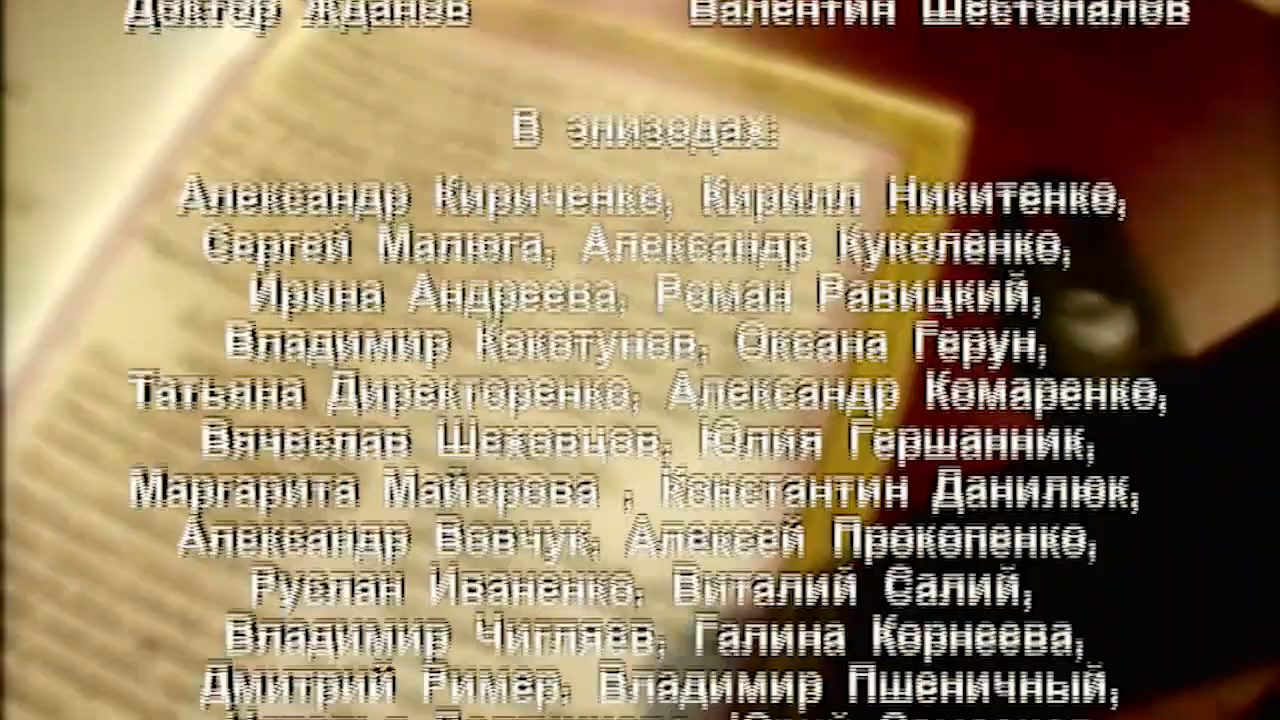 Доктор Жданов Валентин Шестопалов
В эпизодах:
Александр Кириченко, Кирилл Никитенко,
Сергей Малюга, Александр Куколенко,
Ирина Андреева, Роман Равицкий,
Владимир Кокотунов, Оксана Герун,
Татьяна Директоренко, Александр Комаренко,
Вячеслав Шеховцов, Юлия Гершанник,
Маргарита Майорова , Константин Данилюк,
Александр Вовчук, Алексей Прокопенко,
Руслан Иваненко, Виталий Салий,
Владимир Чигляев, Галина Корнеева,
Дмитрий Ример, Владимир Пшеничный,